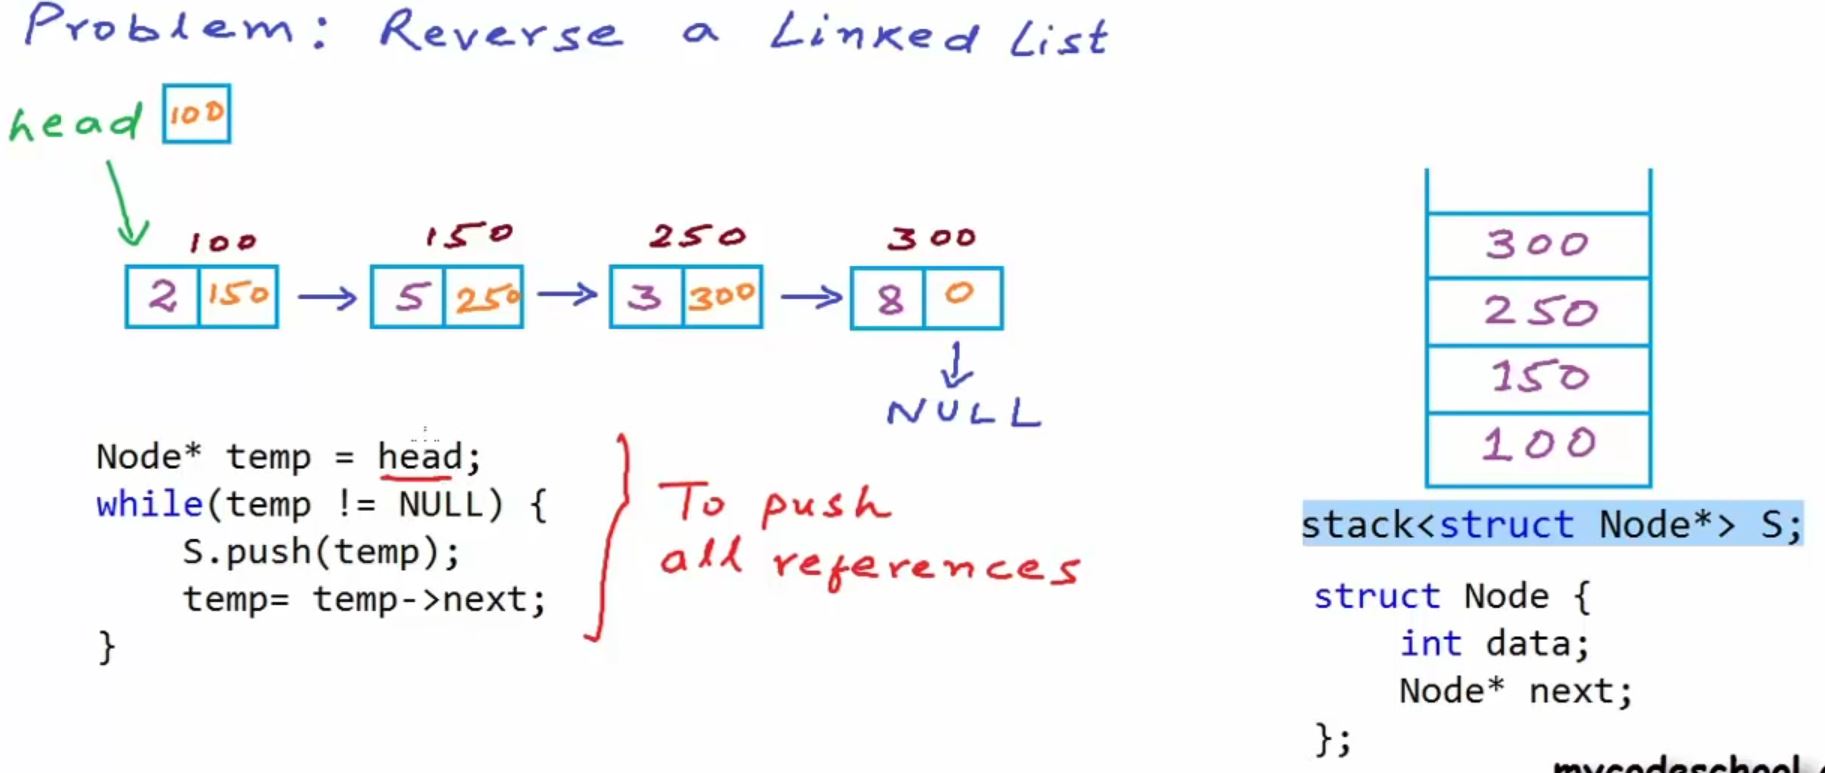 Problem: Reverse a Linked List
head 100
100 150 250 300
2 150 5 250 3 300 8 0
NULL
Node* temp = head;
while(temp != NULL) {
S.push(temp);
temp= temp->next;
}
To push
all references
300
250
150
100
stack<struct Node*> S;
struct Node {
int data;
Node* next;
};